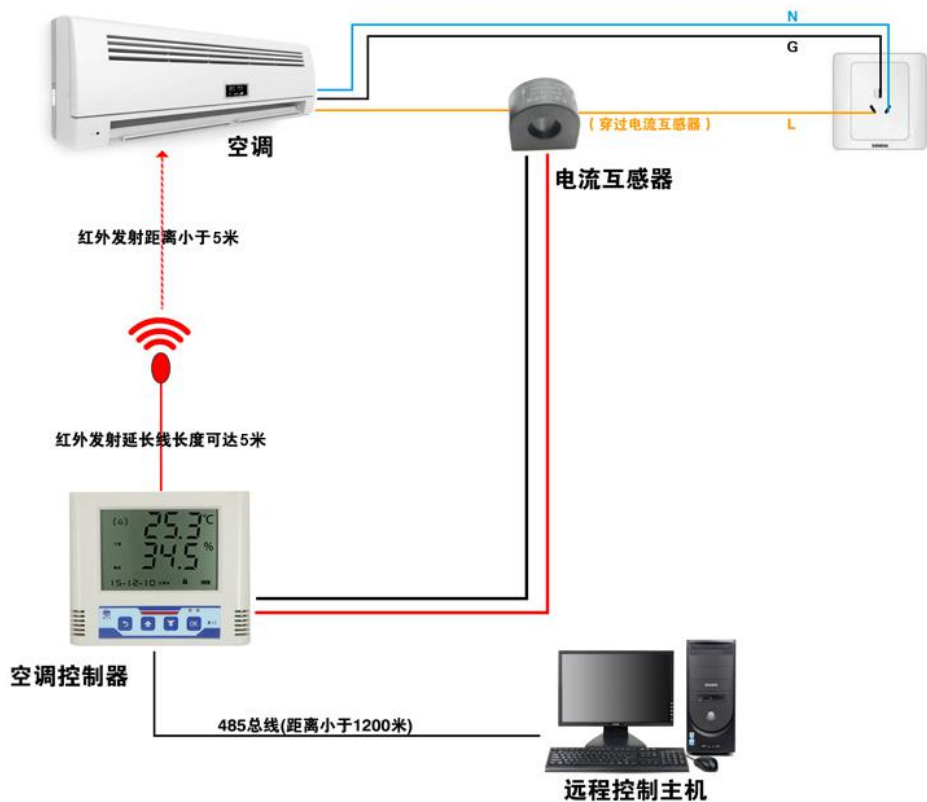 N
G
空调
(穿过电流互感器)
L
电流互感器
红外发射距离小于5米
红外发射延长线长度可达5米
25.3℃
34.5%
15-12-10
OK
空调控制器
485总线(距离小于1200米)
远程控制主机